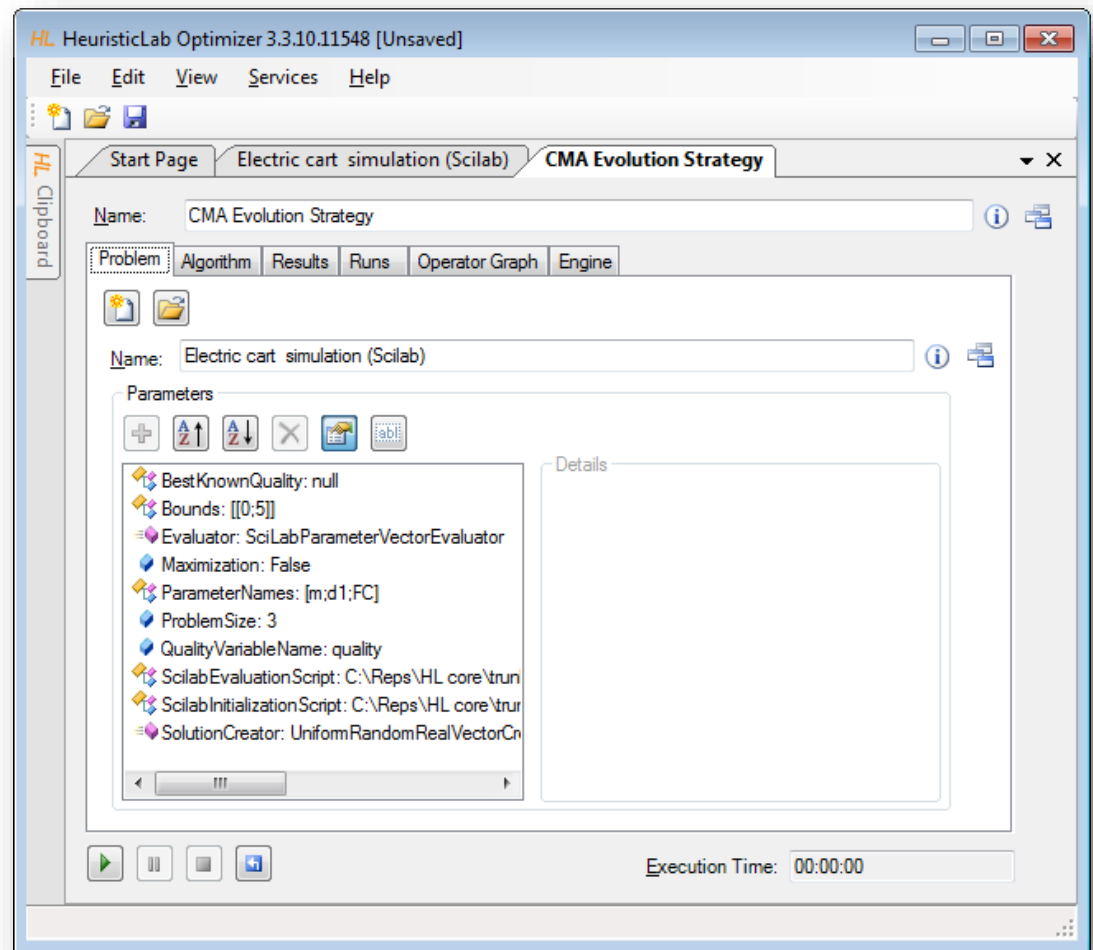 HL HeuristicLab Optimizer 3.3.10.11548 [Unsaved]
File Edit View Services Help
HL Clipboard
Start Page Electric cart simulation (Scilab) CMA Evolution Strategy
Name: CMA Evolution Strategy
Problem Algorithm Results Runs Operator Graph Engine
Name: Electric cart simulation (Scilab)
Parameters
Details
BestKnownQuality: null
Bounds: [[0;5]]
Evaluator: SciLabParameterVectorEvaluator
Maximization: False
ParameterNames: [m;d1;FC]
ProblemSize: 3
QualityVariableName: quality
ScilabEvaluationScript: C:\Reps\HL core\trunl
ScilabInitializationScript: C:\Reps\HL core\trur
SolutionCreator: UniformRandomRealVectorCr
Execution Time: 00:00:00